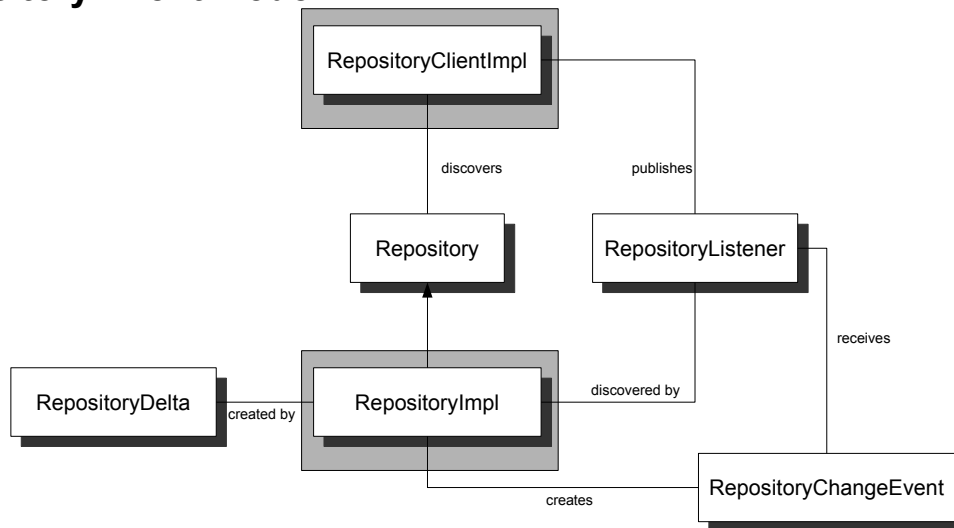 RepositoryClientImpl
discovers
publishes
Repository
RepositoryListener
receives
RepositoryDelta
created by
RepositoryImpl
discovered by
creates
RepositoryChangeEvent